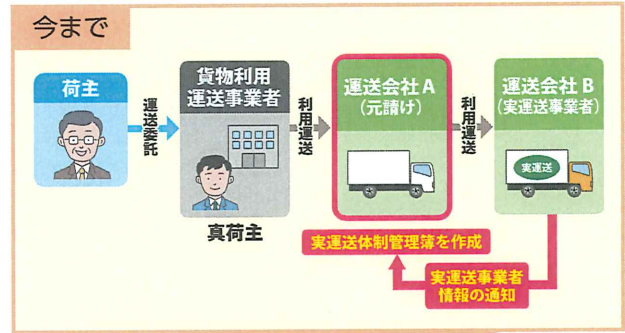 今まで
荷主
運送委託
貨物利用
運送事業者
真荷主
利用運送
運送会社A
(元請け)
利用運送
運送会社B
(実運送事業者)
実運送
実運送体制管理簿を作成
実運送事業者
情報の通知